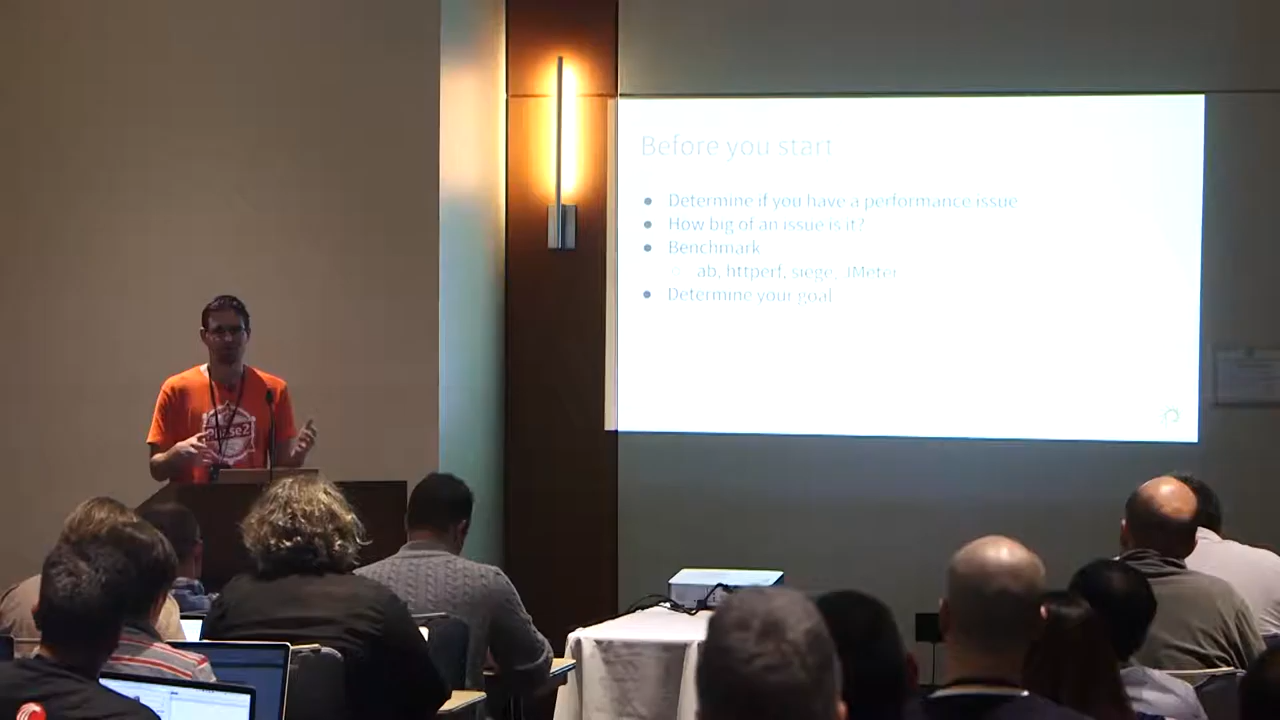 Before you start
Determine if you have a performance issue
How big of an issue is it?
Benchmark
ab, httperf, siege, JMeter
Determine your goal
Phase2